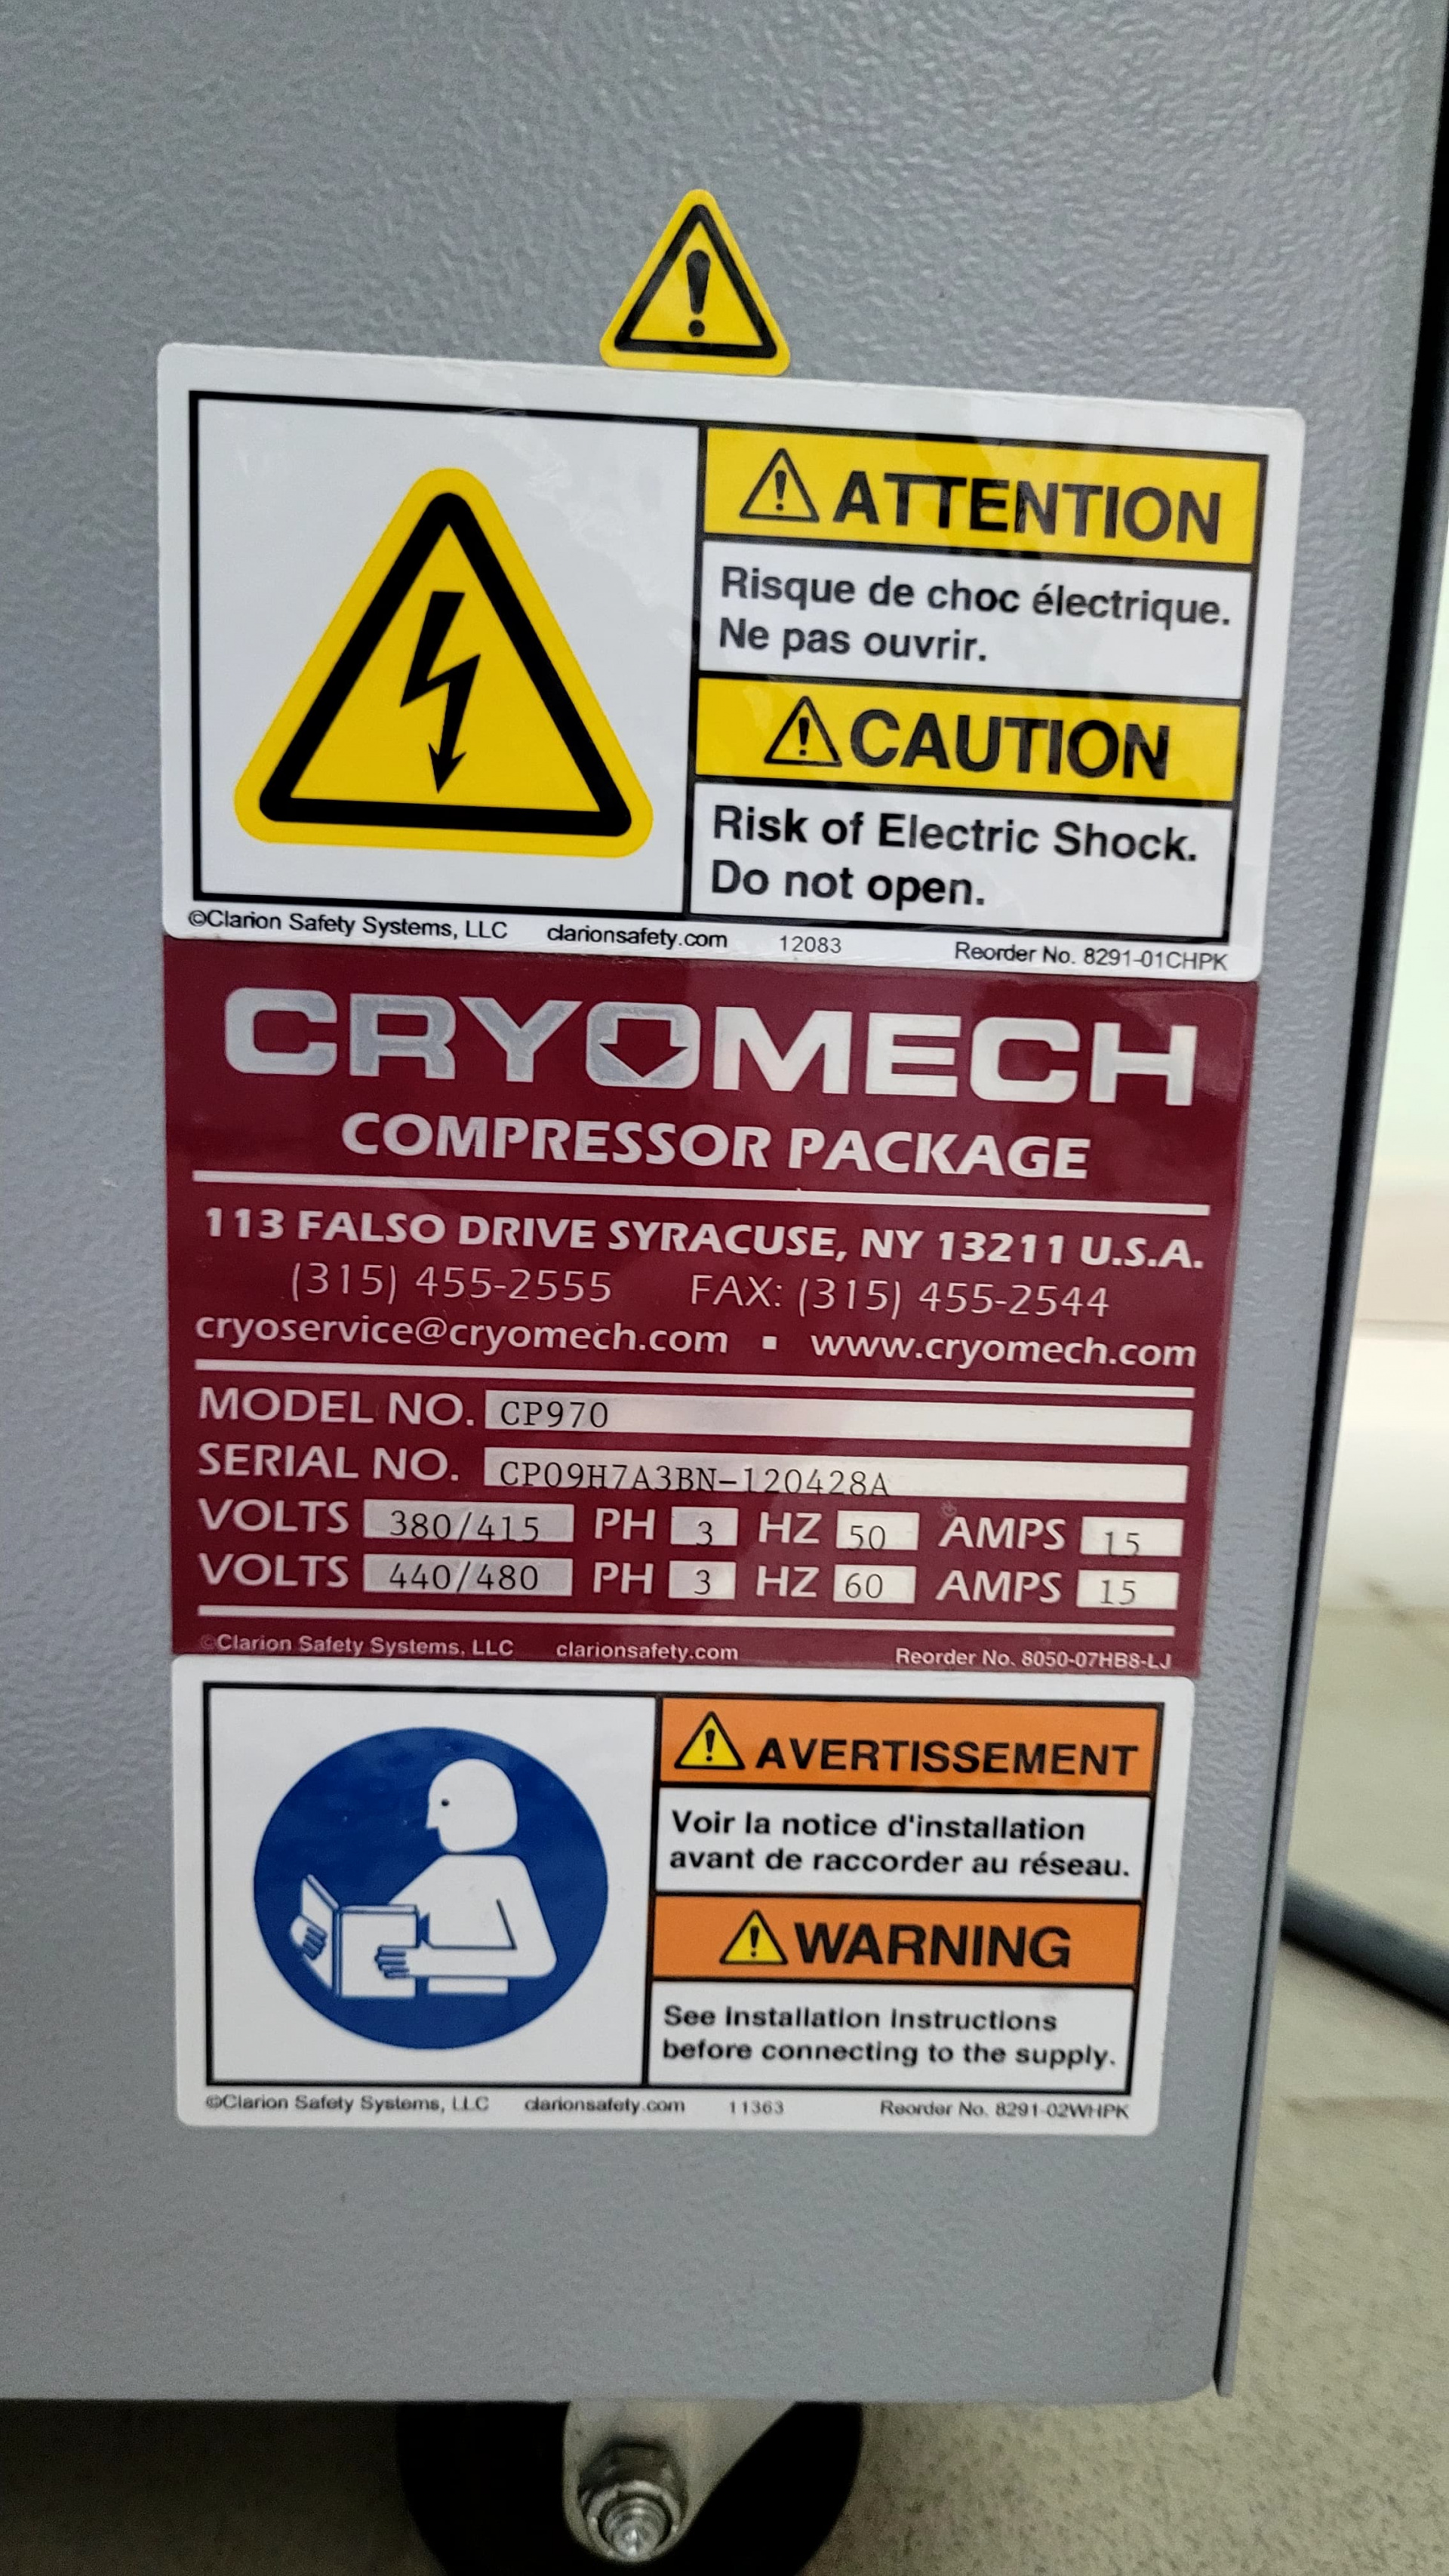 ATTENTION
Risque de choc électrique.
Ne pas ouvrir.
CAUTION
Risk of Electric Shock.
Do not open.
©Clarion Safety Systems, LLC clarionsafety.com 12083 Reorder No. 8291-01CHPK
CRYOMECH
COMPRESSOR PACKAGE
113 FALSO DRIVE SYRACUSE, NY 13211 U.S.A.
(315) 455-2555 FAX: (315) 455-2544
cryoservice@cryomech.com ▪ www.cryomech.com
MODEL NO. CP970
SERIAL NO. CP09H7A3BN-120428A
VOLTS 380/415 PH 3 HZ 50 AMPS 15
VOLTS 440/480 PH 3 HZ 60 AMPS 15
©Clarion Safety Systems, LLC clarionsafety.com Reorder No. 8050-07HB8-LJ
AVERTISSEMENT
Voir la notice d'installation
avant de raccorder au réseau.
WARNING
See Installation Instructions
before connecting to the supply.
©Clarion Safety Systems, LLC clarionsafety.com 11363 Reorder No. 8291-02WHPK